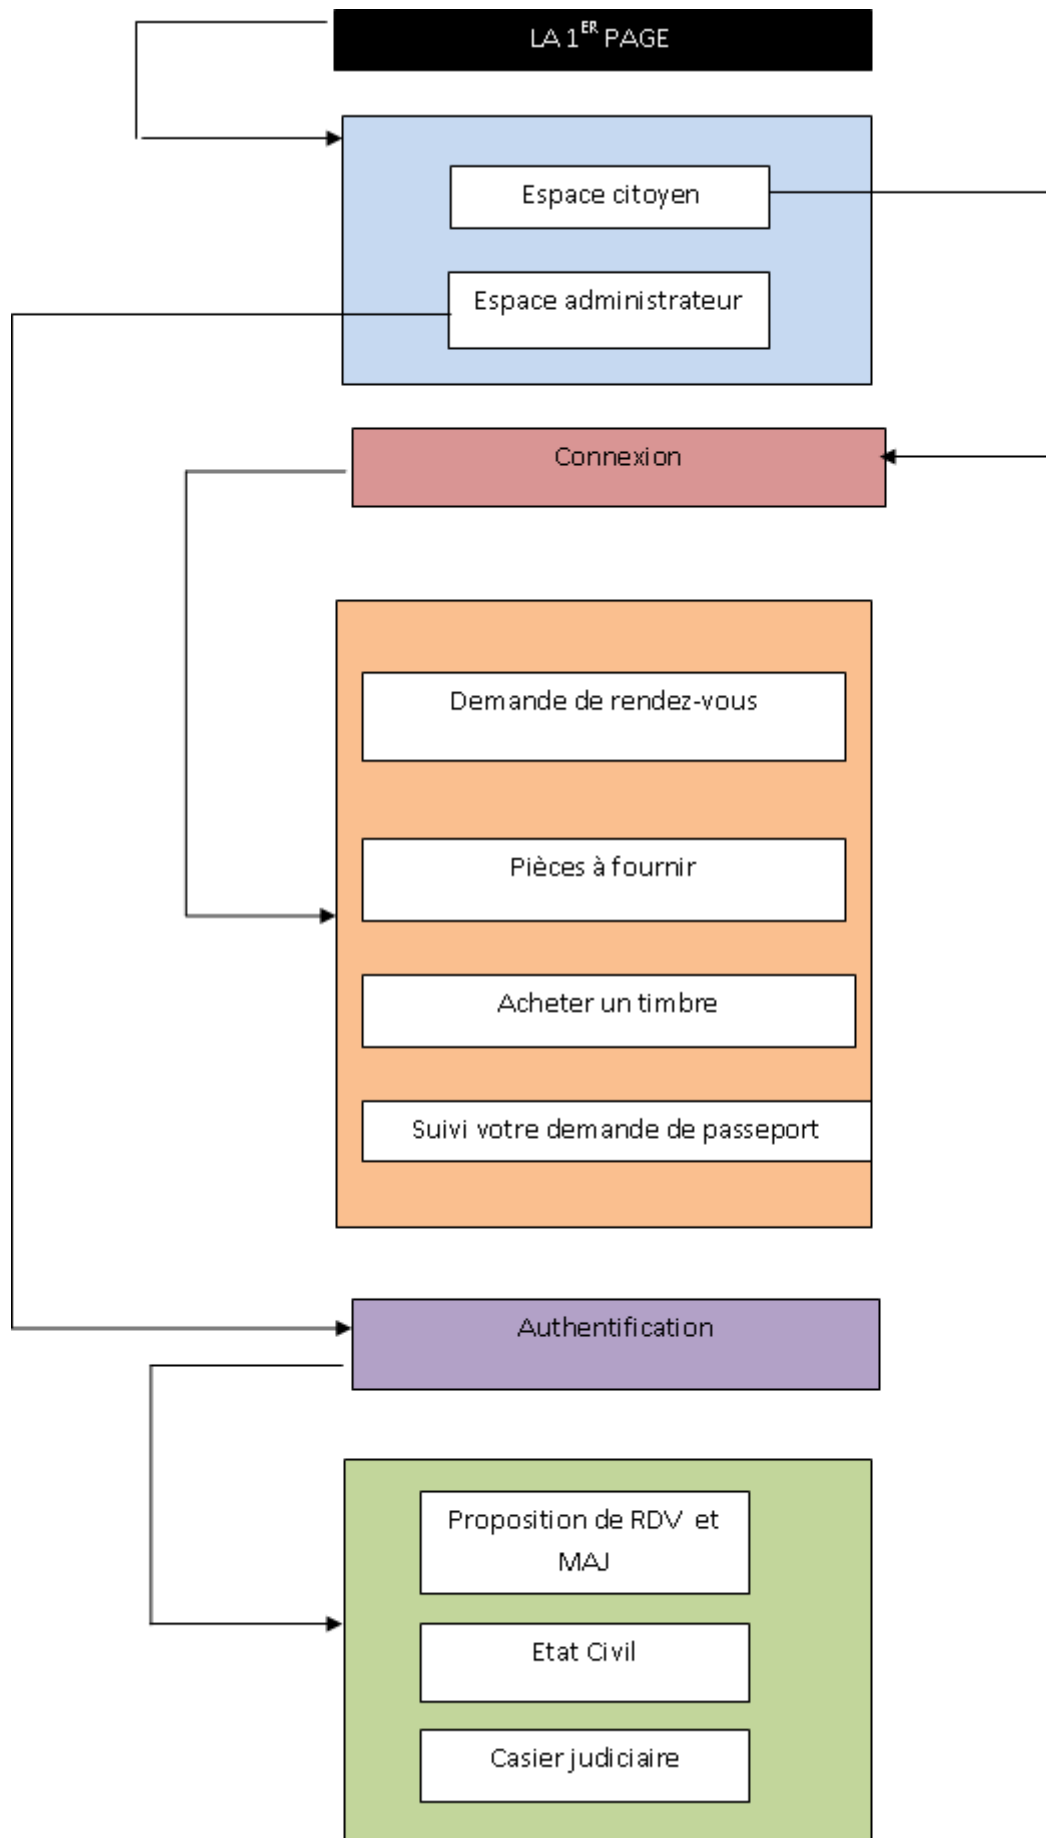 LA 1ER PAGE
Espace citoyen
Espace administrateur
Connexion
Demande de rendez-vous
Pièces à fournir
Acheter un timbre
Suivi votre demande de passeport
Authentification
Proposition de RDV et
MAJ
Etat Civil
Casier judiciaire